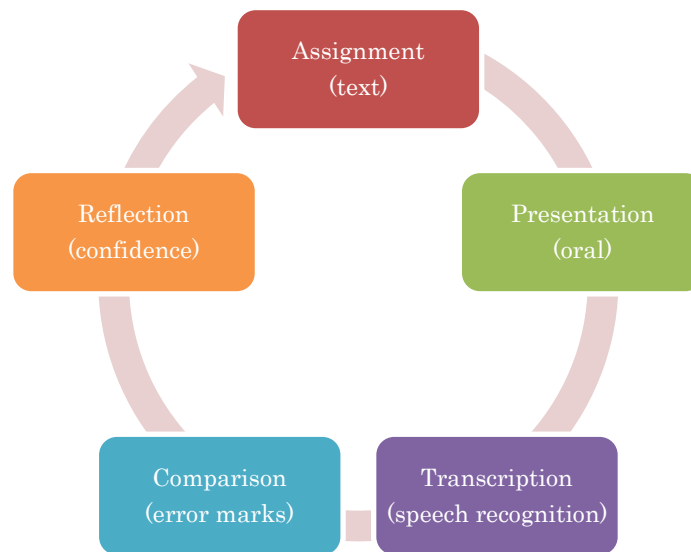 Assignment
(text)
Presentation
(oral)
Transcription
(speech recognition)
Comparison
(error marks)
Reflection
(confidence)